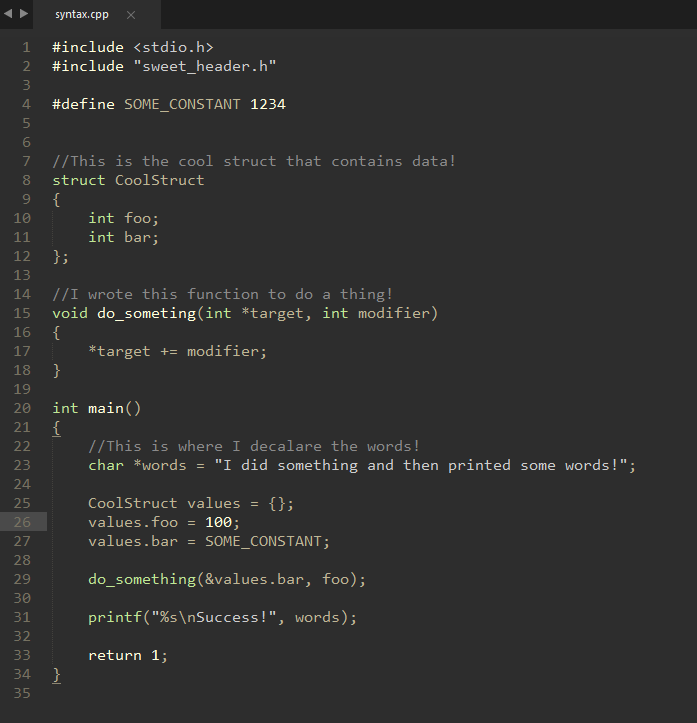 syntax.cpp
1 #include <stdio.h>
2 #include "sweet_header.h"
3
4 #define SOME_CONSTANT 1234
5
6
7 //This is the cool struct that contains data!
8 struct CoolStruct
9 {
10     int foo;
11     int bar;
12 };
13
14 //I wrote this function to do a thing!
15 void do_someting(int *target, int modifier)
16 {
17     *target += modifier;
18 }
19
20 int main()
21 {
22     //This is where I decalare the words!
23     char *words = "I did something and then printed some words!";
24
25     CoolStruct values = {};
26     values.foo = 100;
27     values.bar = SOME_CONSTANT;
28
29     do_something(&values.bar, foo);
30
31     printf("%s\nSuccess!", words);
32
33     return 1;
34 }
35